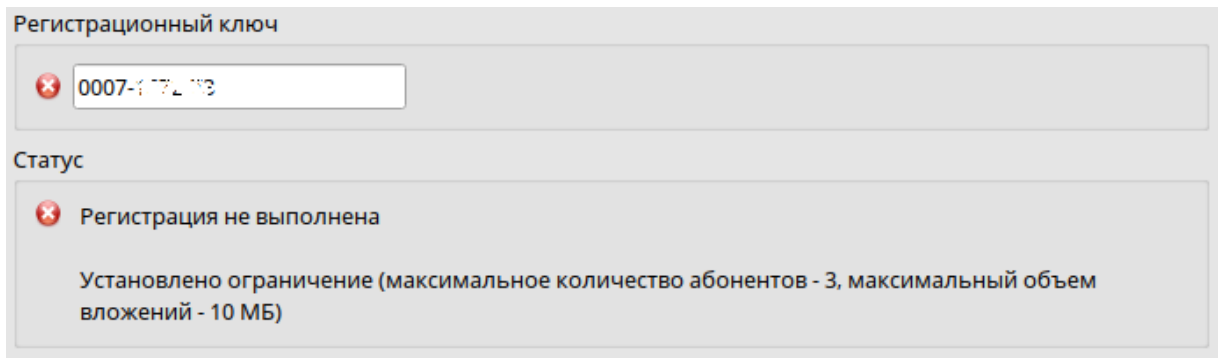 Регистрационный ключ
0007-
Статус
Регистрация не выполнена
Установлено ограничение (максимальное количество абонентов - 3, максимальный объем
вложений - 10 МБ)